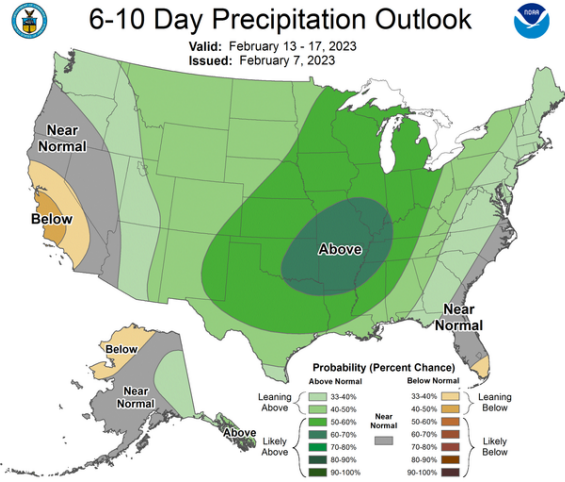 6-10 Day Precipitation Outlook
NOAA
Valid: February 13 - 17, 2023
Issued: February 7, 2023
Near
Normal
Below
Above
Near
Normal
Below
Near
Normal
Above
Probability (Percent Chance)
Above Normal
Below Normal
Leaning
Above
33-40%
40-50%
Likely
Above
50-60%
60-70%
70-80%
80-90%
90-100%
Near
Normal
33-40%
40-50%
50-60%
60-70%
70-80%
80-90%
90-100%
Leaning
Below
Likely
Below